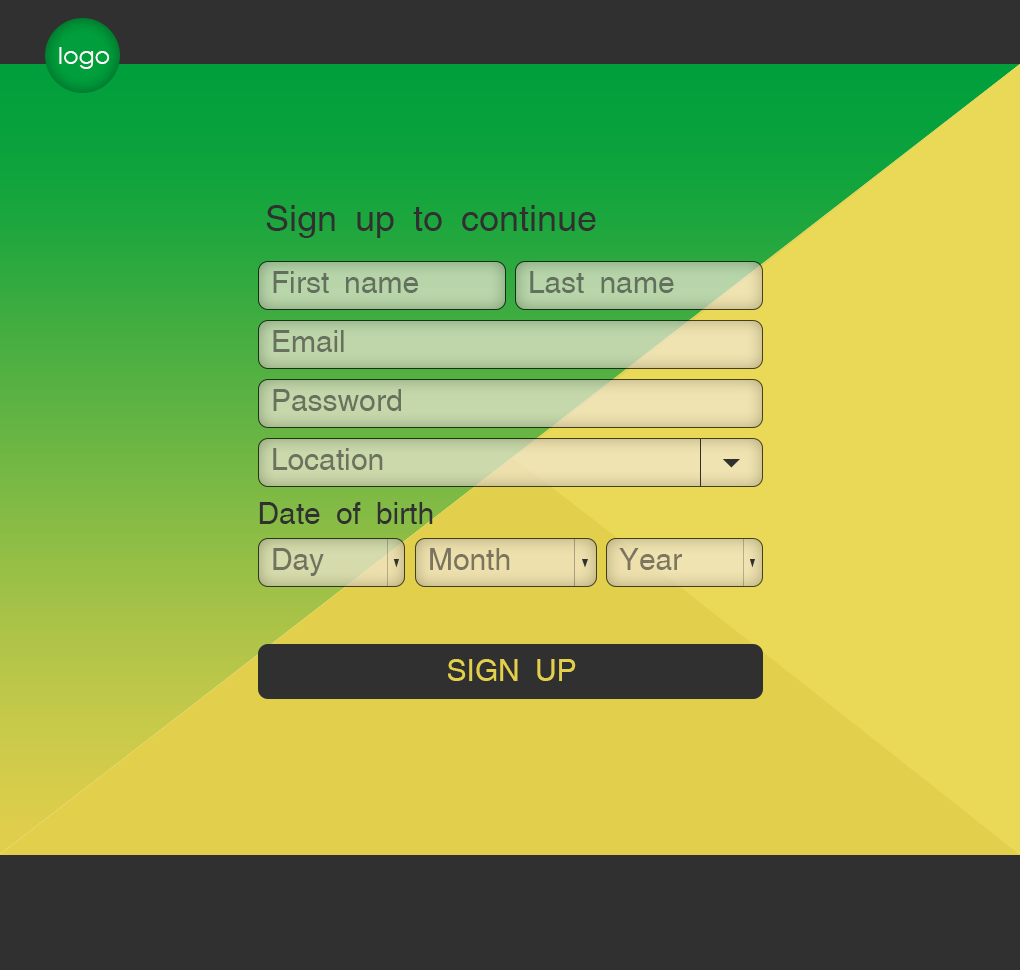 logo
Sign up to continue
First name Last name
Email
Password
Location
Date of birth
Day Month Year
SIGN UP